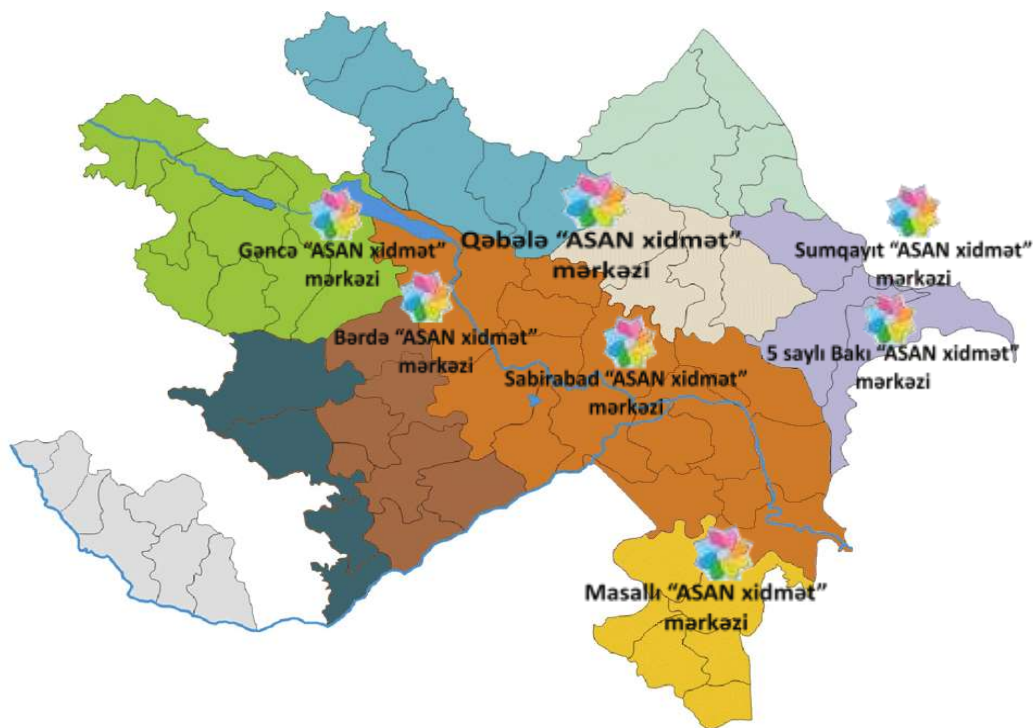 Gəncə “ASAN xidmət”
mərkəzi
Qəbələ “ASAN xidmət”
mərkəzi
Sumqayıt “ASAN xidmət”
mərkəzi
Bərdə “ASAN xidmət”
mərkəzi
Sabirabad “ASAN xidmət”
mərkəzi
5 saylı Bakı “ASAN xidmət”
mərkəzi
Masallı “ASAN xidmət”
mərkəzi